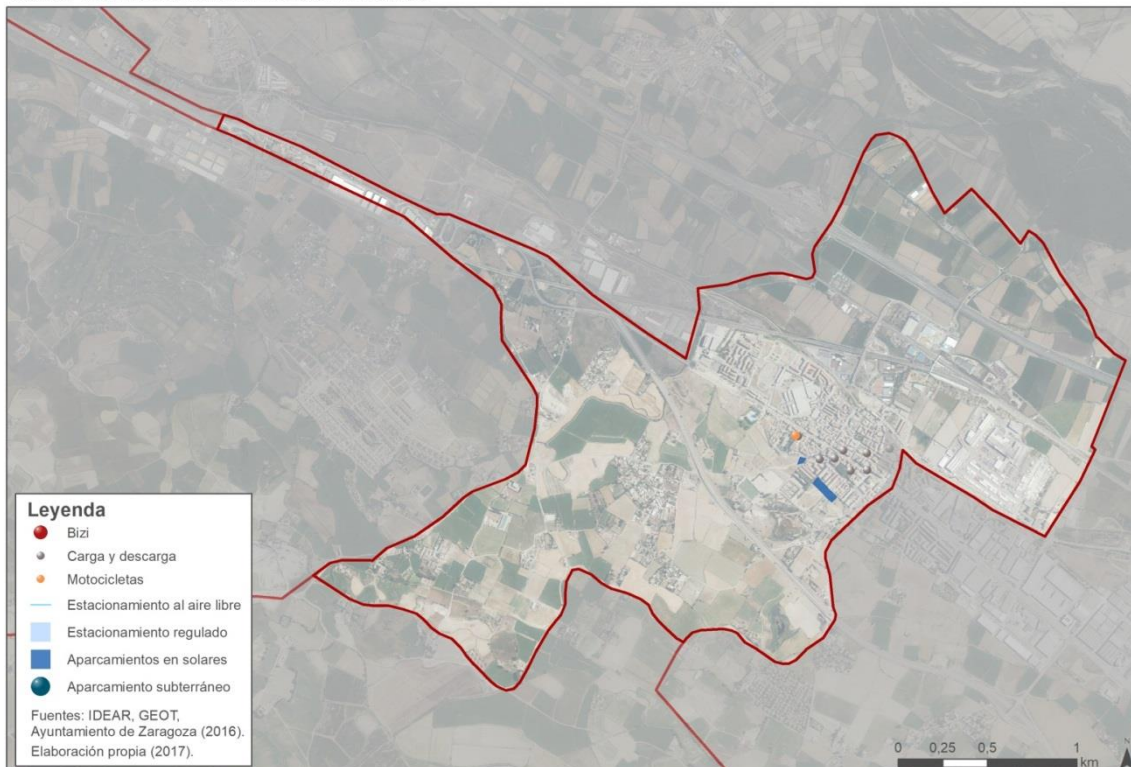 Leyenda
Bizi
Carga y descarga
Motocicletas
Estacionamiento al aire libre
Estacionamiento regulado
Aparcamientos en solares
Aparcamiento subterráneo
Fuentes: IDEAR, GEOT,
Ayuntamiento de Zaragoza (2016).
Elaboración propia (2017).
0 0,25 0,5 1
km
N